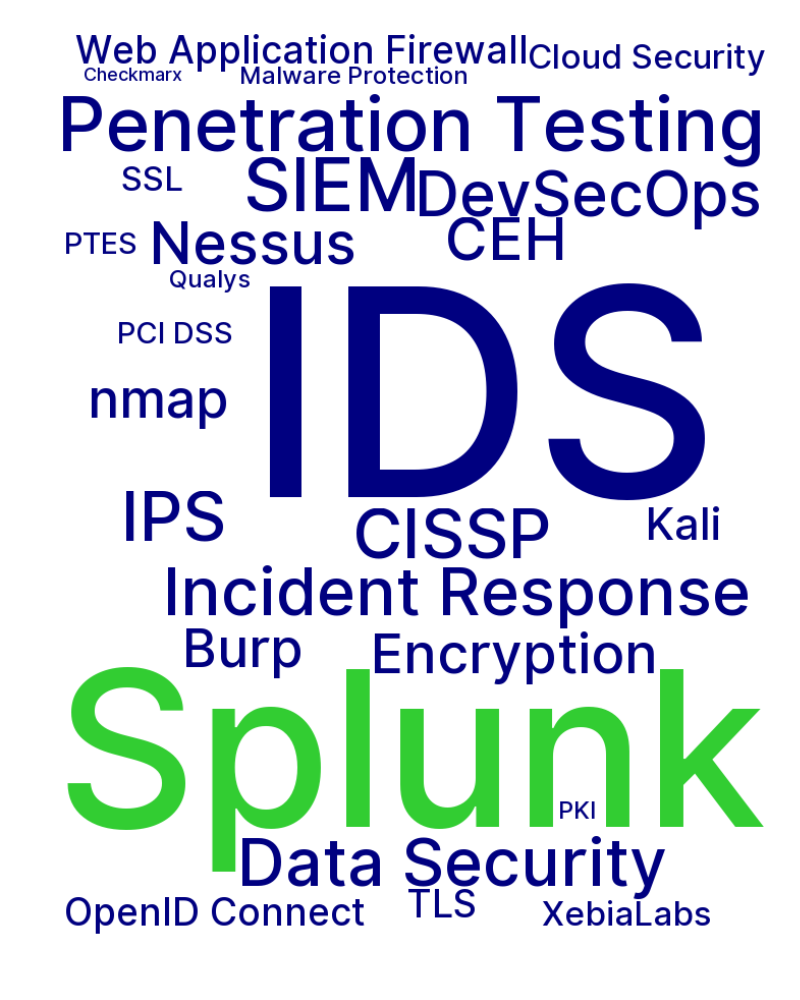 Web Application Firewall
Cloud Security
Checkmarx
Malware Protection
Penetration Testing
SIEM
DevSecOps
SSL
PTES
Nessus
CEH
Qualys
IDS
PCI DSS
nmap
IPS
CISSP
Kali
Incident Response
Burp
Encryption
Splunk
PKI
Data Security
OpenID Connect
TLS
XebiaLabs